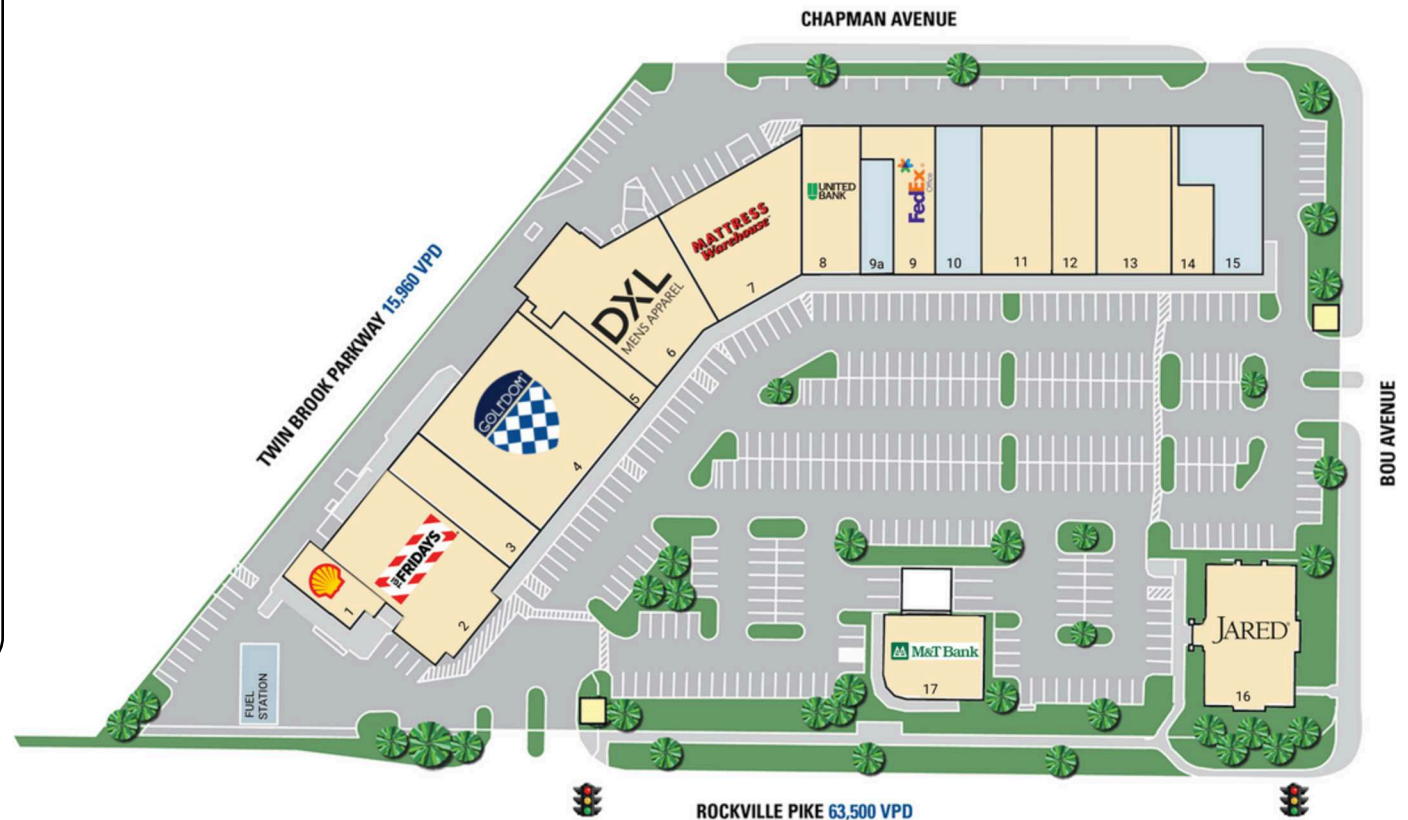 CHAPMAN AVENUE
TWIN BROOK PARKWAY 15,960 VPD
BOU AVENUE
ROCKVILLE PIKE 63,500 VPD
UNITED
BANK
8
9a
FedEx
Office
9
10
11
12
13
14
15
MATTRESS
Warehouse
7
DXL
MENS APPAREL
6
5
GOLFDOM
4
3
TGI FRIDAYS
2
1
FUEL
STATION
M&T Bank
17
JARED
16